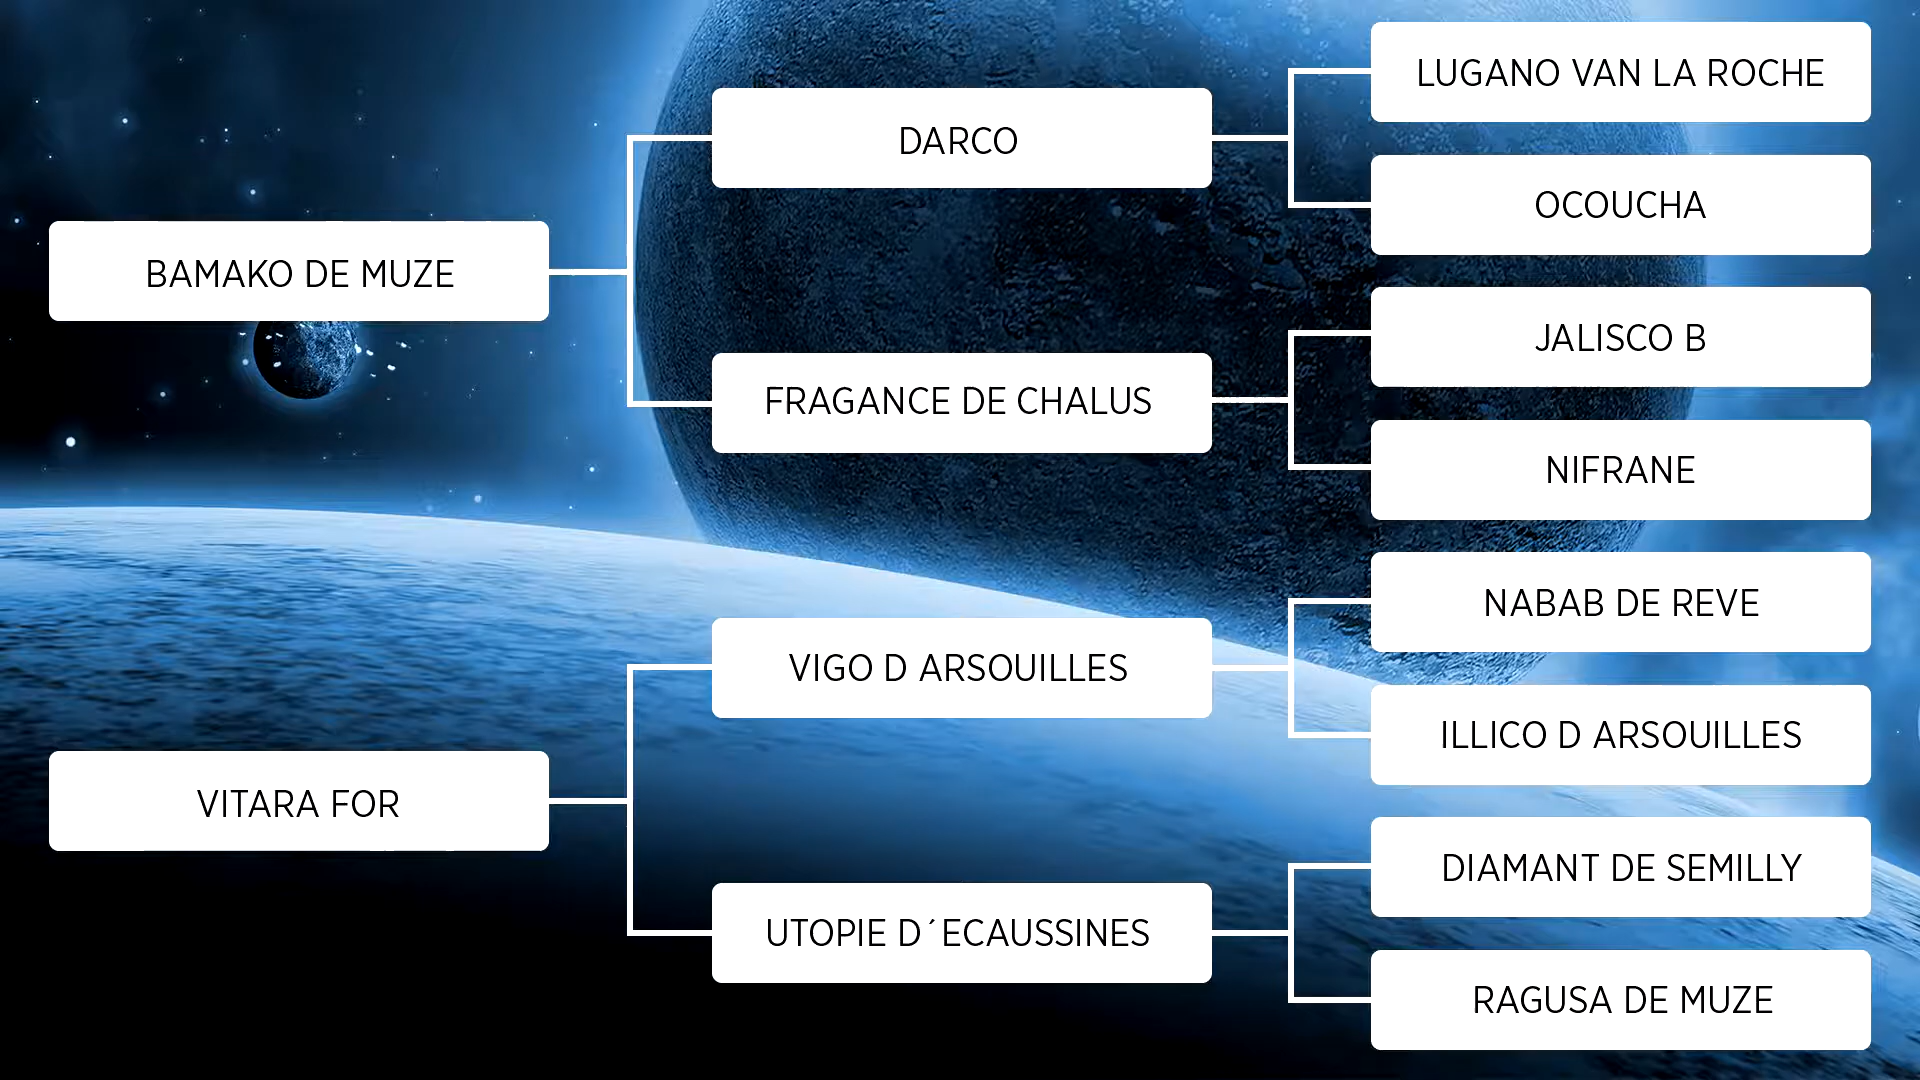 LUGANO VAN LA ROCHE
DARCO
OCOUCHA
BAMAKO DE MUZE
JALISCO B
FRAGANCE DE CHALUS
NIFRANE
NABAB DE REVE
VIGO D ARSOUILLES
ILLICO D ARSOUILLES
VITARA FOR
DIAMANT DE SEMILLY
UTOPIE D´ECAUSSINES
RAGUSA DE MUZE